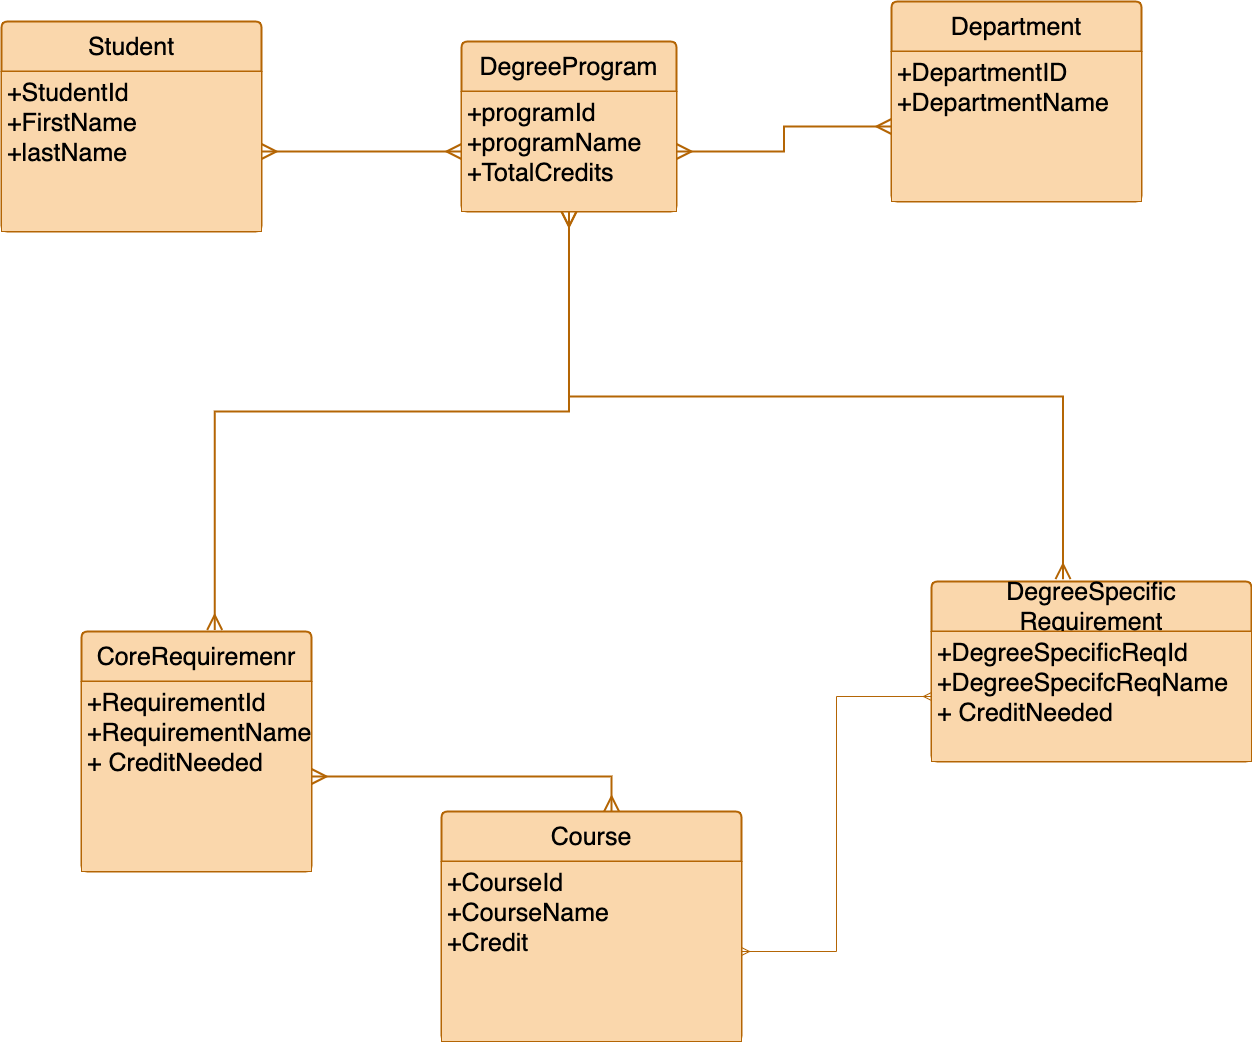 Student
+StudentId
+FirstName
+lastName
DegreeProgram
+programId
+programName
+TotalCredits
Department
+DepartmentID
+DepartmentName
CoreRequiremenr
+RequirementId
+RequirementName
+ CreditNeeded
DegreeSpecific
Requirement
+DegreeSpecificReqId
+DegreeSpecifcReqName
+ CreditNeeded
Course
+CourseId
+CourseName
+Credit